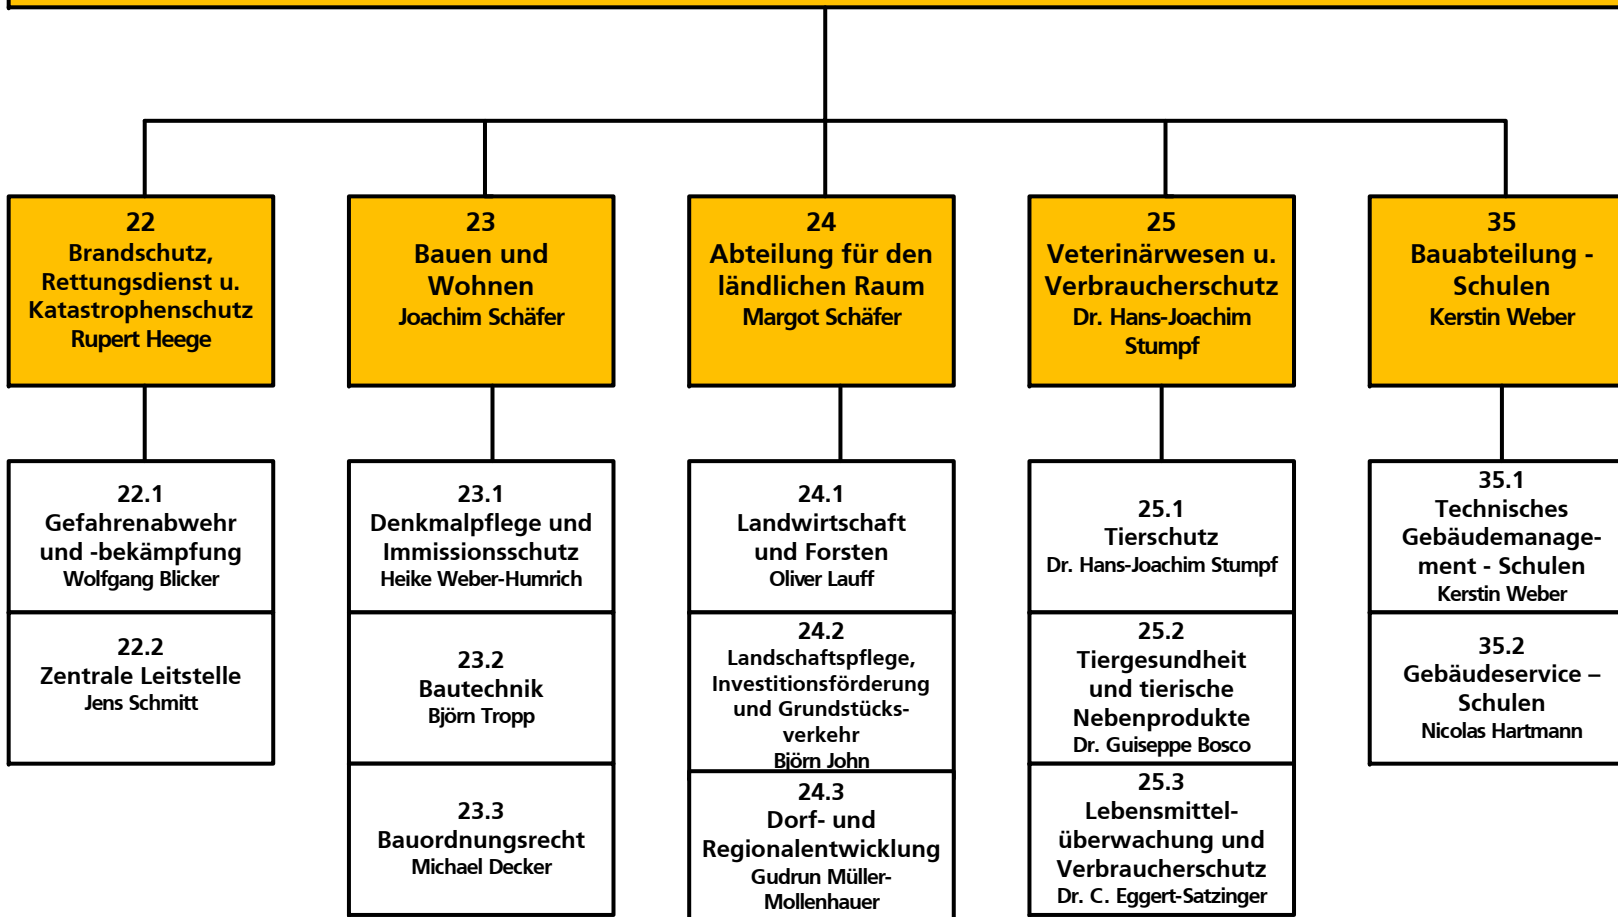 22
Brandschutz,
Rettungsdienst u.
Katastrophenschutz
Rupert Heege
23
Bauen und
Wohnen
Joachim Schäfer
24
Abteilung für den
ländlichen Raum
Margot Schäfer
25
Veterinärwesen u.
Verbraucherschutz
Dr. Hans-Joachim
Stumpf
35
Bauabteilung -
Schulen
Kerstin Weber
22.1
Gefahrenabwehr
und -bekämpfung
Wolfgang Blicker
22.2
Zentrale Leitstelle
Jens Schmitt
23.1
Denkmalpflege und
Immissionsschutz
Heike Weber-Humrich
23.2
Bautechnik
Björn Tropp
23.3
Bauordnungsrecht
Michael Decker
24.1
Landwirtschaft
und Forsten
Oliver Lauff
24.2
Landschaftspflege,
Investitionsförderung
und Grundstücks-
verkehr
Björn John
24.3
Dorf- und
Regionalentwicklung
Gudrun Müller-
Mollenhauer
25.1
Tierschutz
Dr. Hans-Joachim Stumpf
25.2
Tiergesundheit
und tierische
Nebenprodukte
Dr. Guiseppe Bosco
25.3
Lebensmittel-
überwachung und
Verbraucherschutz
Dr. C. Eggert-Satzinger
35.1
Technisches
Gebäudemanage-
ment - Schulen
Kerstin Weber
35.2
Gebäudeservice –
Schulen
Nicolas Hartmann